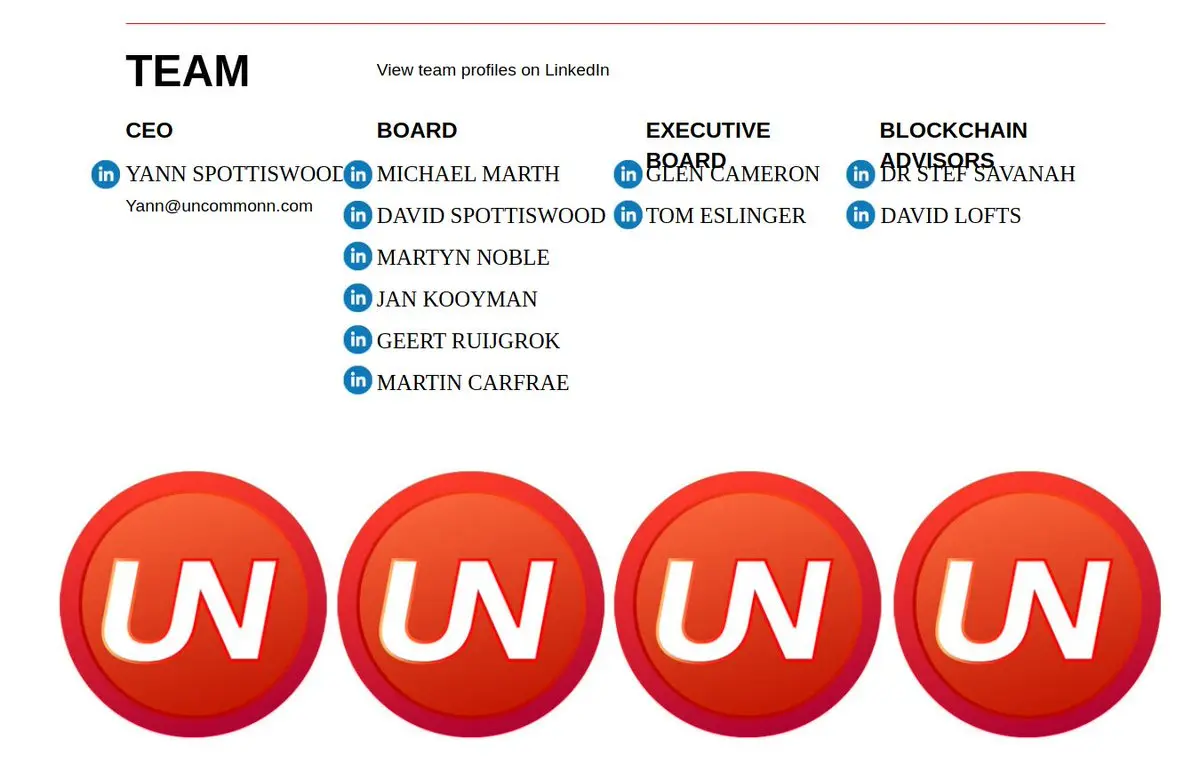 TEAM
View team profiles on LinkedIn
CEO
in YANN SPOTTISWOOD
Yann@uncommonn.com
BOARD
in MICHAEL MARTH
in DAVID SPOTTISWOOD
in MARTYN NOBLE
in JAN KOOYMAN
in GEERT RUIJGROK
in MARTIN CARFRAE
EXECUTIVE
BOARD
in GLEN CAMERON
in TOM ESLINGER
BLOCKCHAIN
ADVISORS
in DR STEF SAVANAH
in DAVID LOFTS
UN
UN
UN
UN